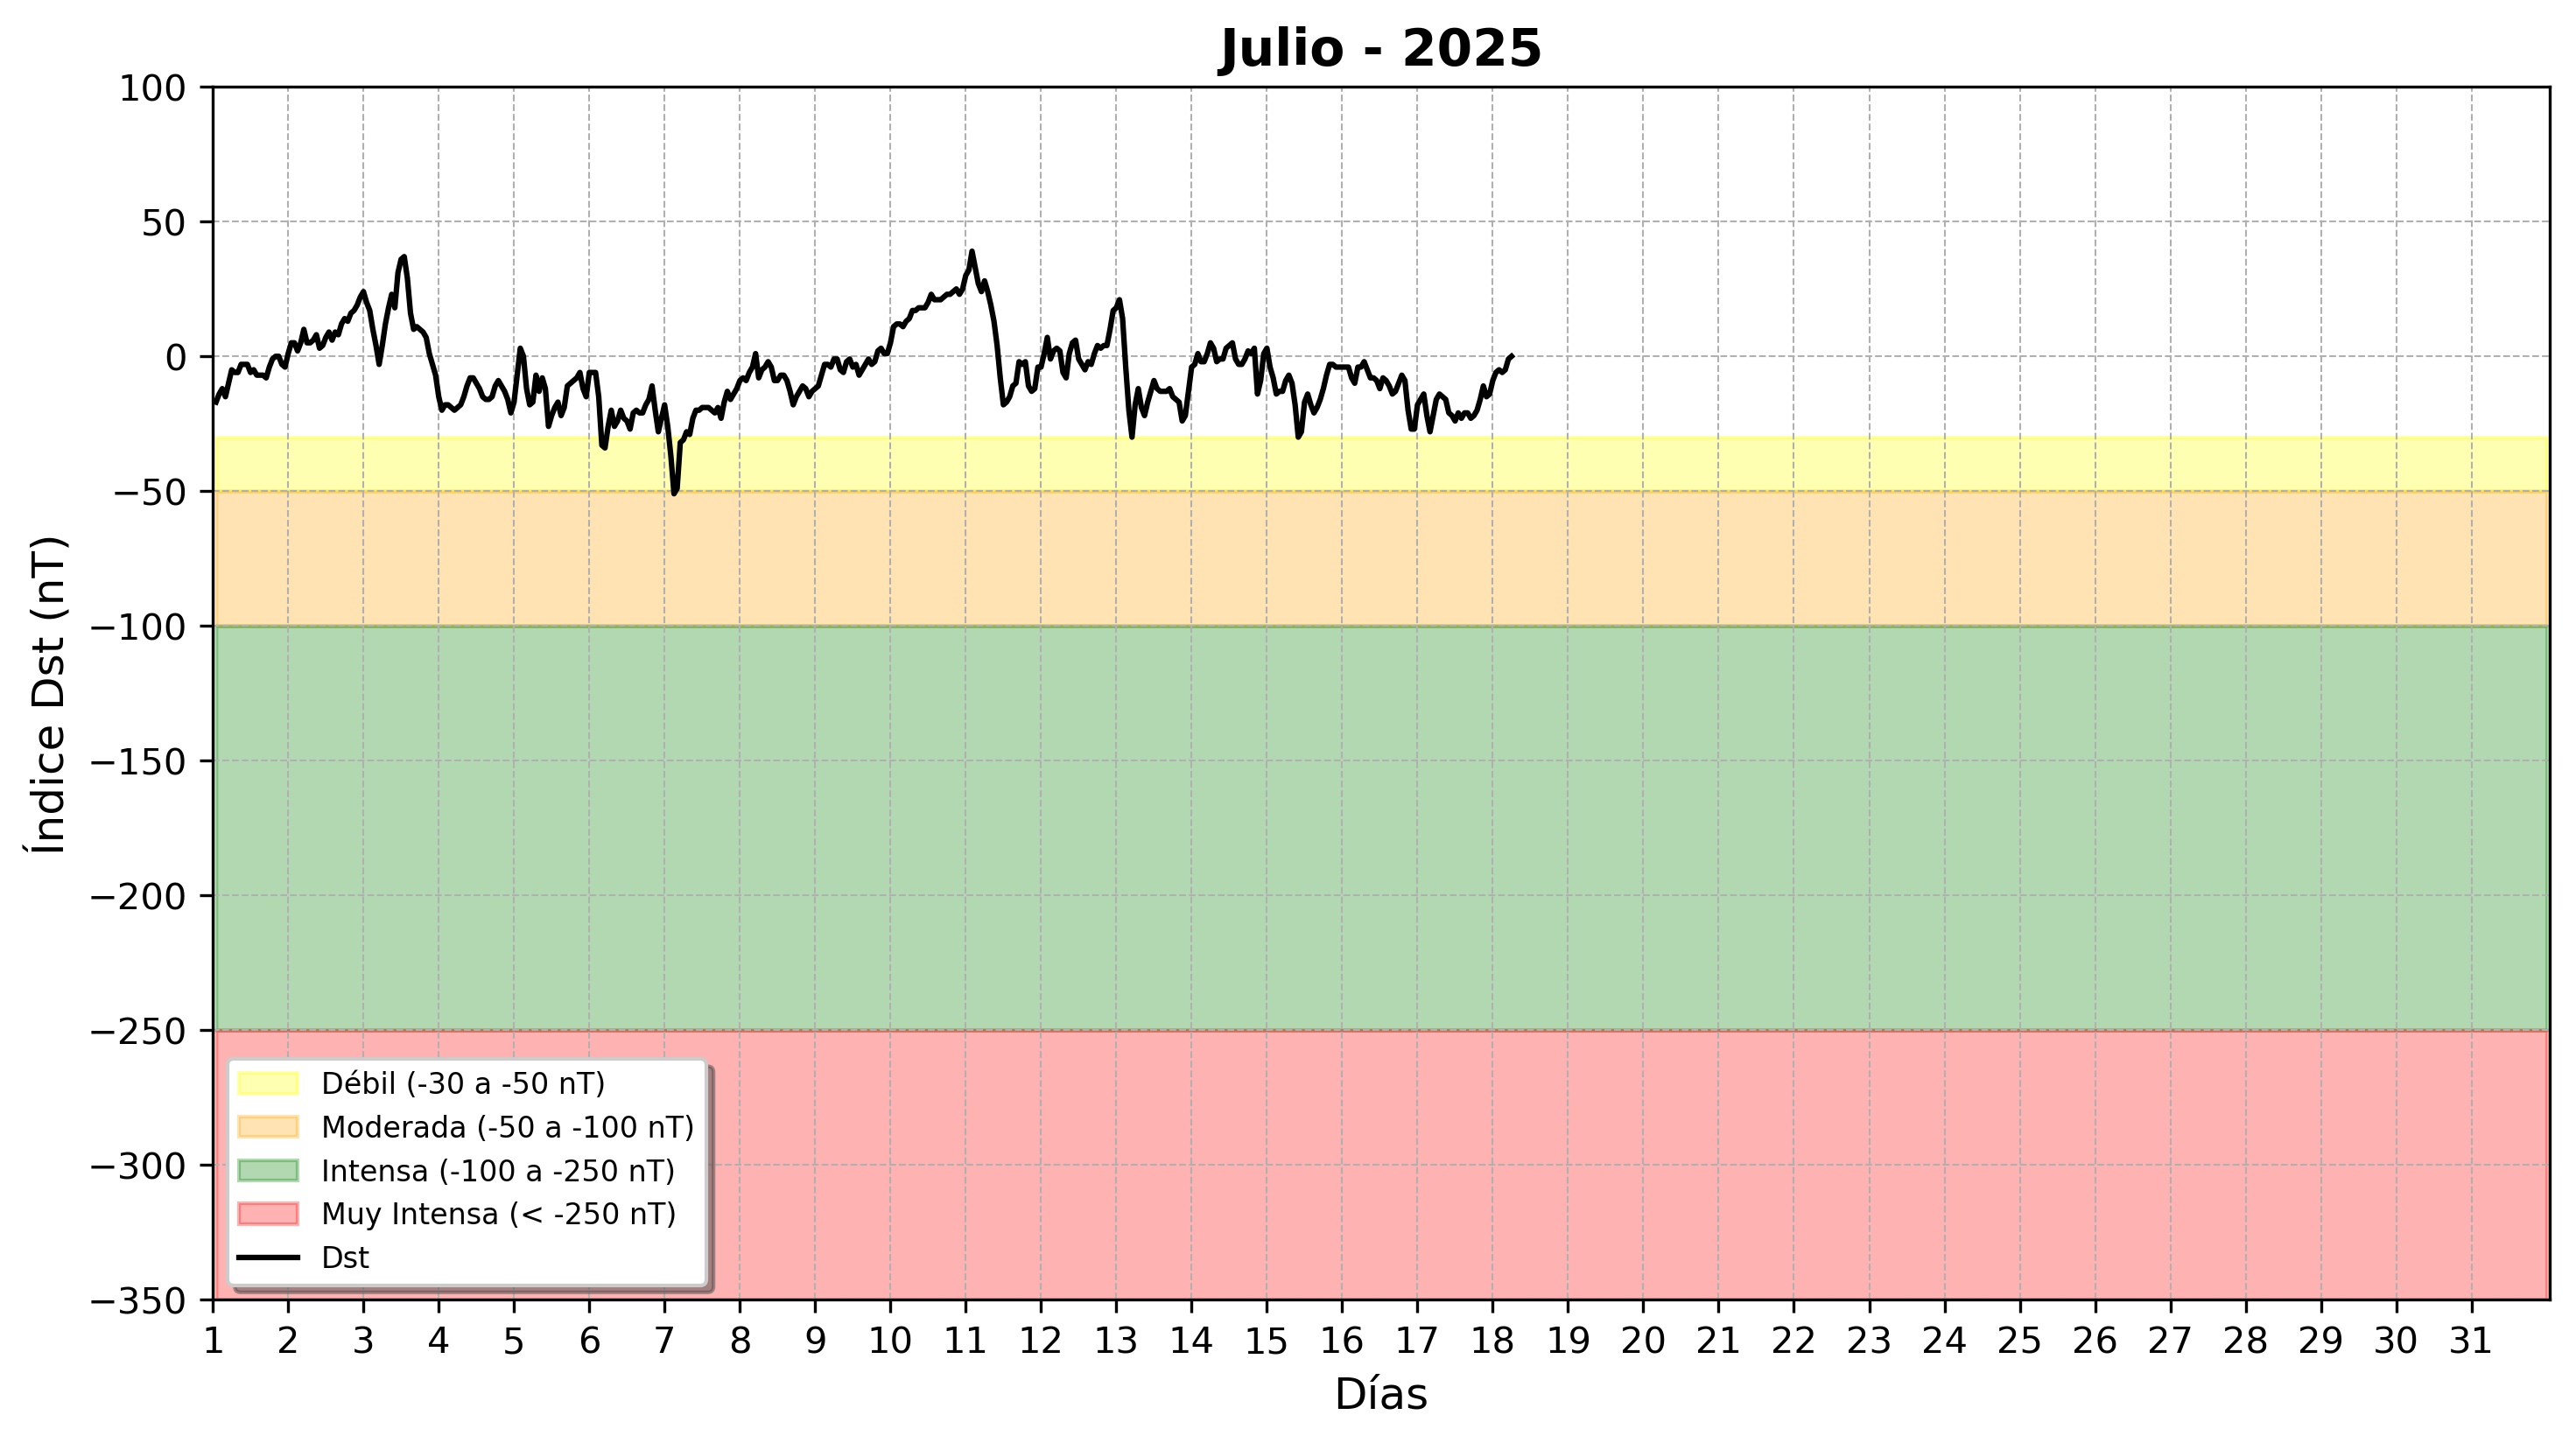 Julio - 2025
100
50
0
−50
−100
−150
−200
−250
−300
−350
Índice Dst (nT)
Débil (-30 a -50 nT)
Moderada (-50 a -100 nT)
Intensa (-100 a -250 nT)
Muy Intensa (< -250 nT)
Dst
1 2 3 4 5 6 7 8 9 10 11 12 13 14 15 16 17 18 19 20 21 22 23 24 25 26 27 28 29 30 31
Días